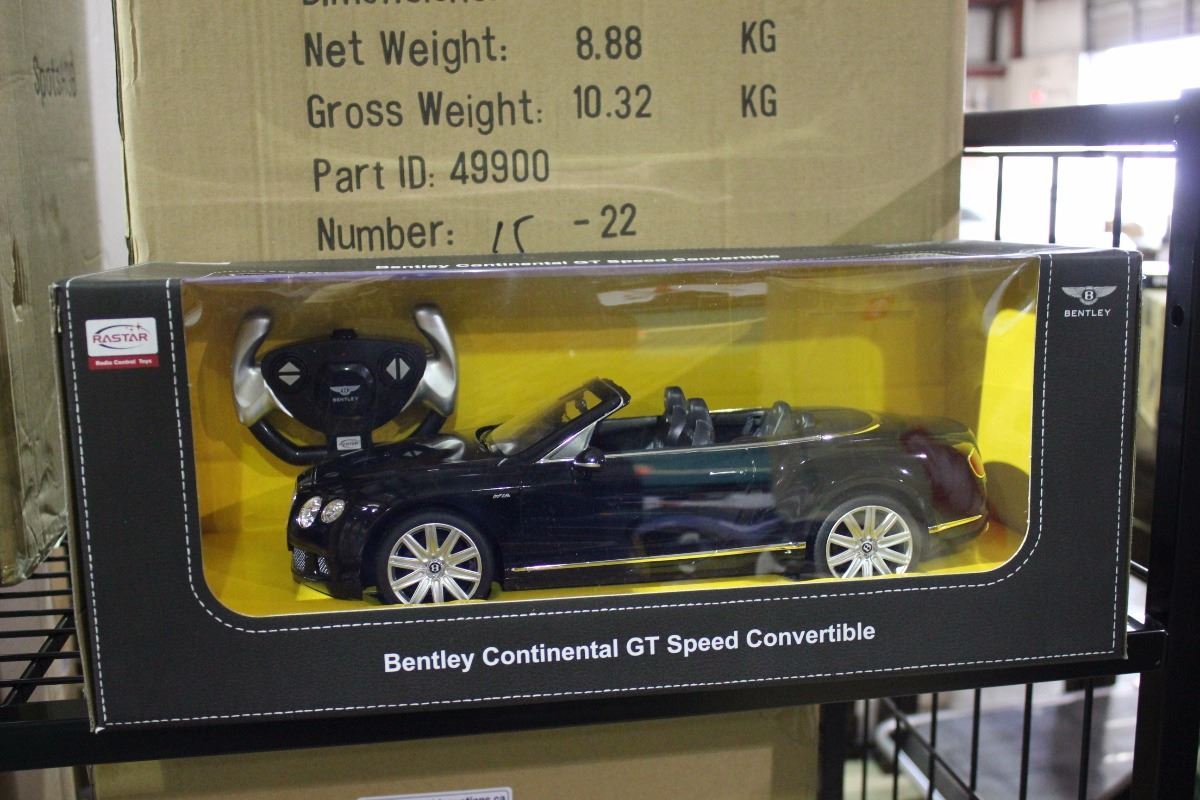 Net Weight: 8.88 KG
Gross Weight: 10.32 KG
Part ID: 49900
Number: 15 - 22
Bentley Continental GT Speed Convertible
RASTAR
Radio Control Toys
B
BENTLEY
BENTLEY
Bentley Continental GT Speed Convertible